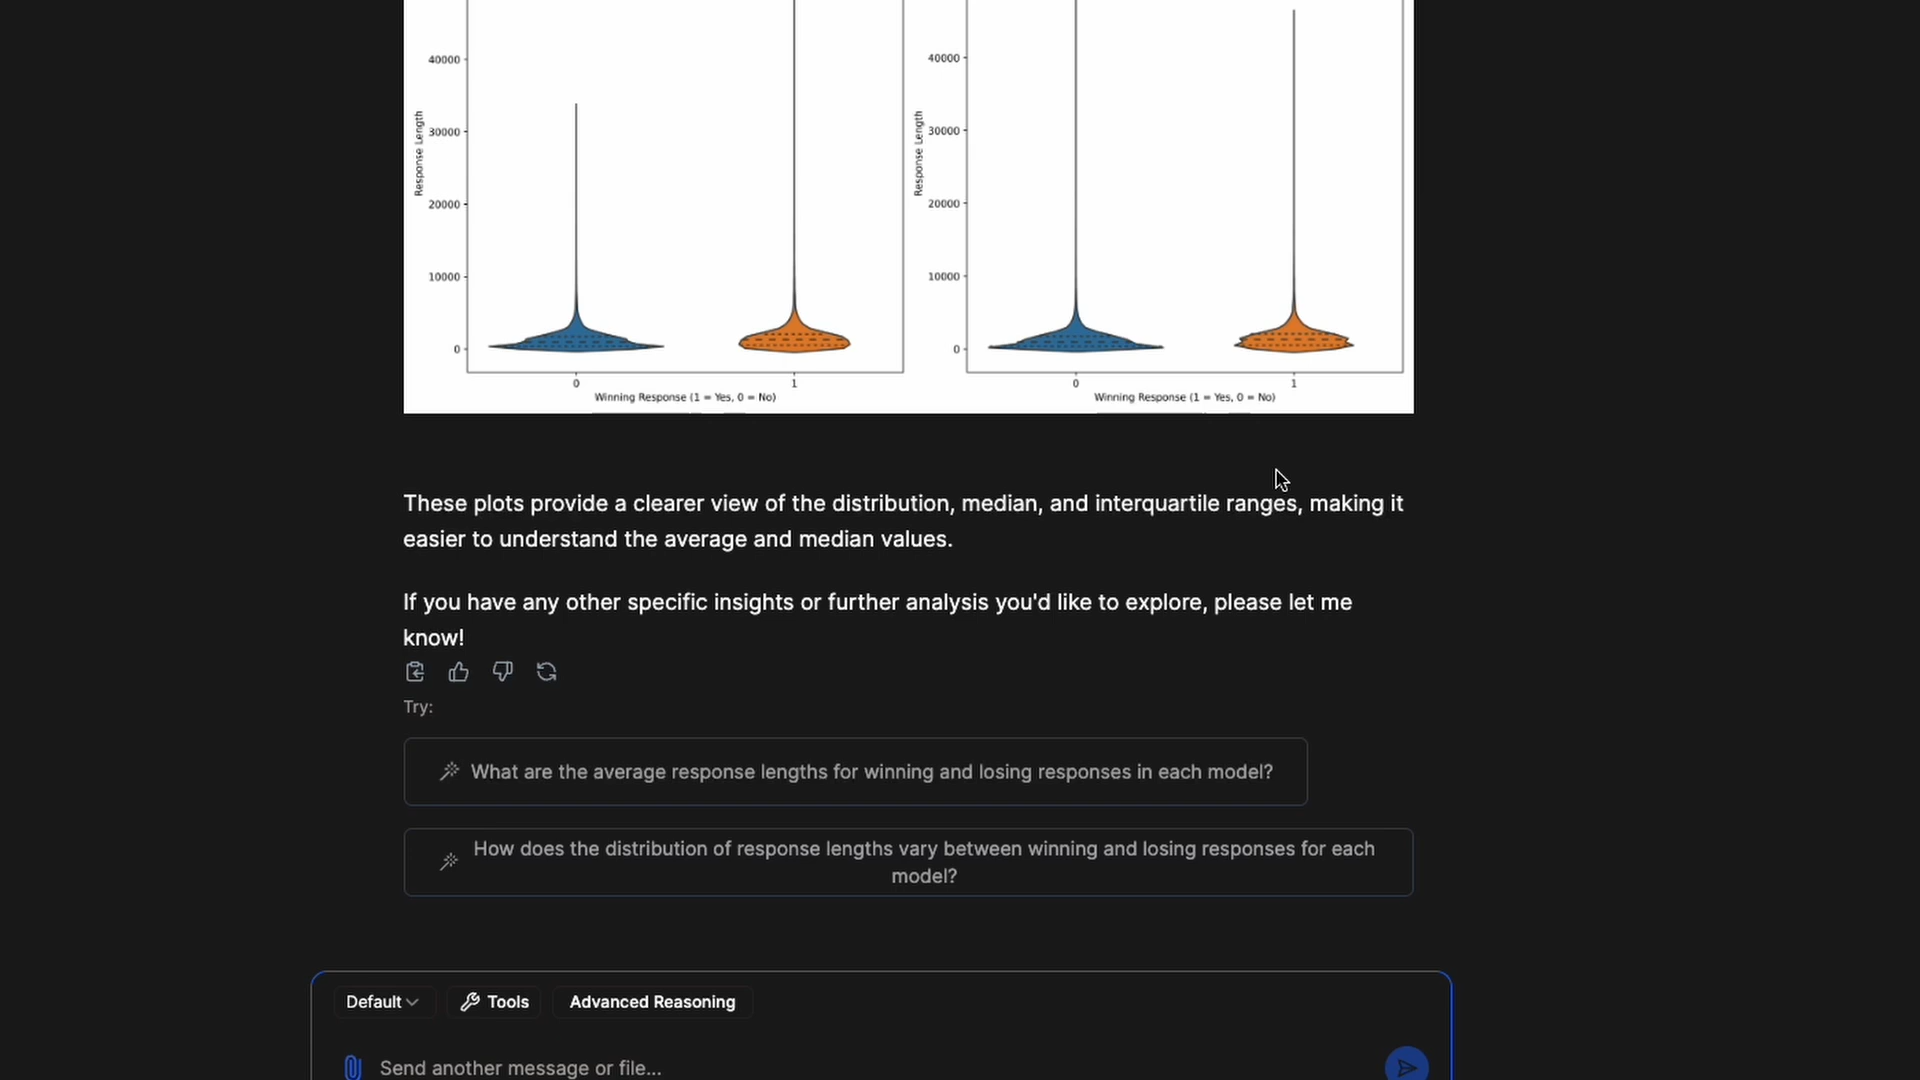 40000
30000
20000
10000
0
Response Length
0
1
Winning Response (1 = Yes, 0 = No)
40000
30000
20000
10000
0
Response Length
0
1
Winning Response (1 = Yes, 0 = No)
These plots provide a clearer view of the distribution, median, and interquartile ranges, making it
easier to understand the average and median values.
If you have any other specific insights or further analysis you'd like to explore, please let me
know!
Try:
What are the average response lengths for winning and losing responses in each model?
How does the distribution of response lengths vary between winning and losing responses for each
model?
Default
Tools
Advanced Reasoning
Send another message or file...